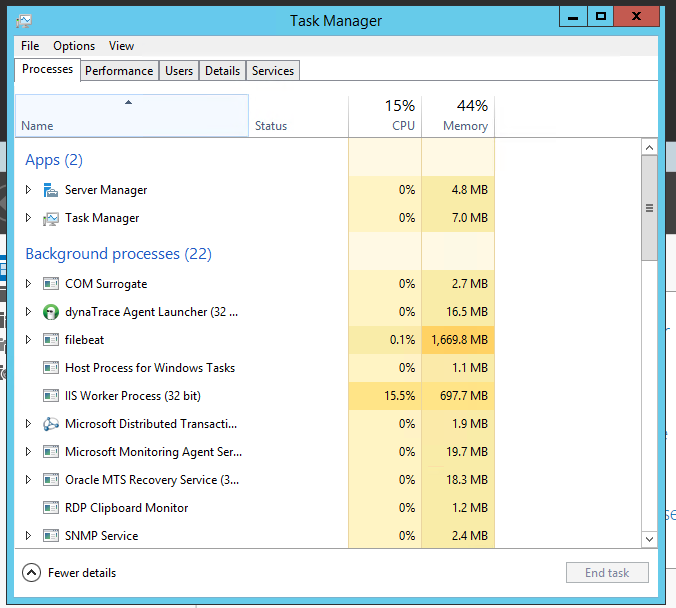 Task Manager
File Options View
Processes Performance Users Details Services
15% 44%
Name Status CPU Memory
Apps (2)
Server Manager 0% 4.8 MB
Task Manager 0% 7.0 MB
Background processes (22)
COM Surrogate 0% 2.7 MB
dynaTrace Agent Launcher (32 ... 0% 16.5 MB
filebeat 0.1% 1,669.8 MB
Host Process for Windows Tasks 0% 1.1 MB
IIS Worker Process (32 bit) 15.5% 697.7 MB
Microsoft Distributed Transacti... 0% 1.9 MB
Microsoft Monitoring Agent Ser... 0% 19.7 MB
Oracle MTS Recovery Service (3... 0% 18.3 MB
RDP Clipboard Monitor 0% 1.2 MB
SNMP Service 0% 2.4 MB
Fewer details End task